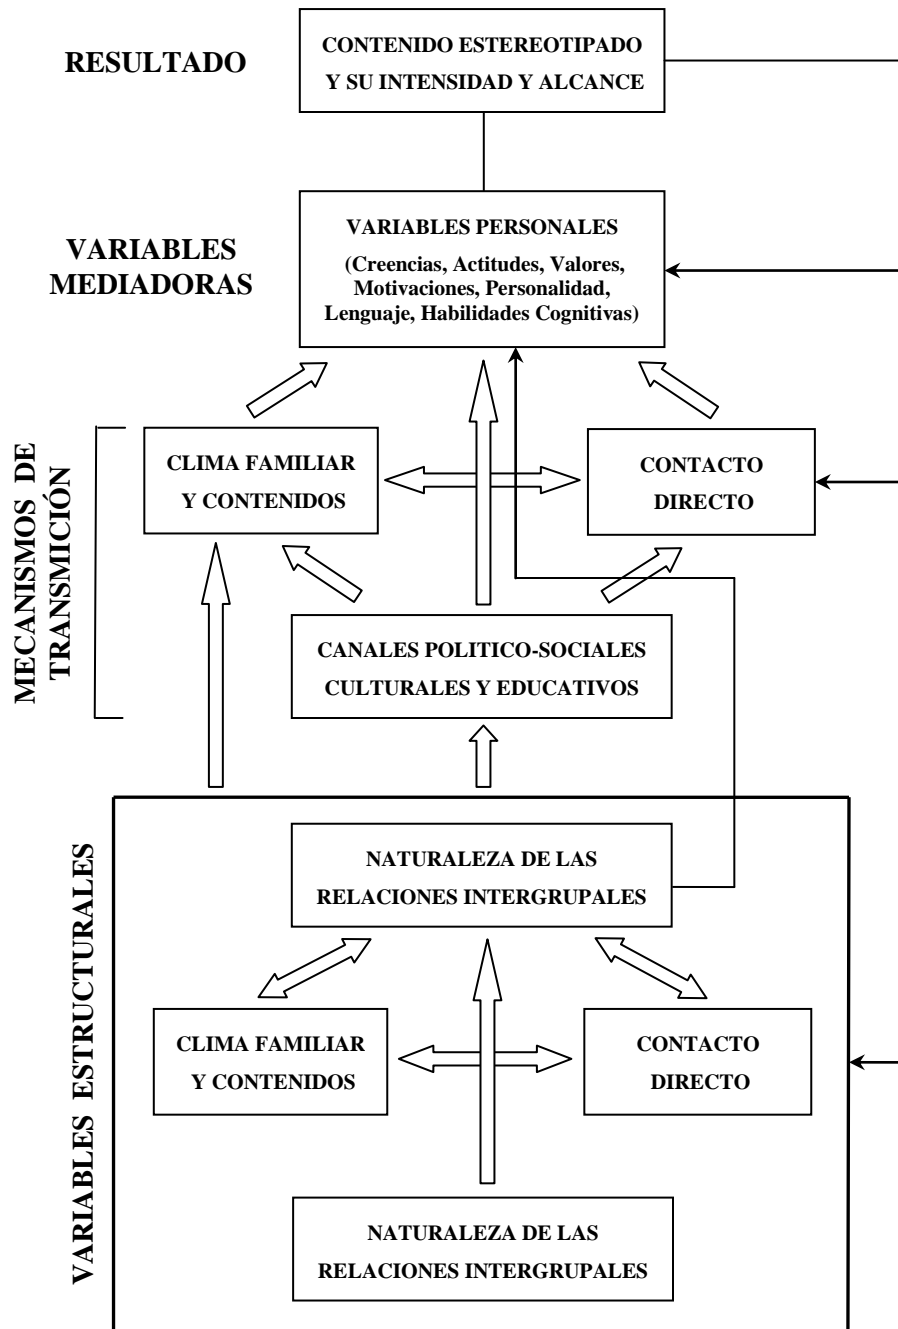 RESULTADO
CONTENIDO ESTEREOTIPADO
Y SU INTENSIDAD Y ALCANCE
VARIABLES
MEDIADORAS
VARIABLES PERSONALES
(Creencias, Actitudes, Valores,
Motivaciones, Personalidad,
Lenguaje, Habilidades Cognitivas)
MECANISMOS DE
TRANSMICIÓN
CLIMA FAMILIAR
Y CONTENIDOS
CONTACTO
DIRECTO
CANALES POLITICO-SOCIALES
CULTURALES Y EDUCATIVOS
VARIABLES ESTRUCTURALES
NATURALEZA DE LAS
RELACIONES INTERGRUPALES
CLIMA FAMILIAR
Y CONTENIDOS
CONTACTO
DIRECTO
NATURALEZA DE LAS
RELACIONES INTERGRUPALES